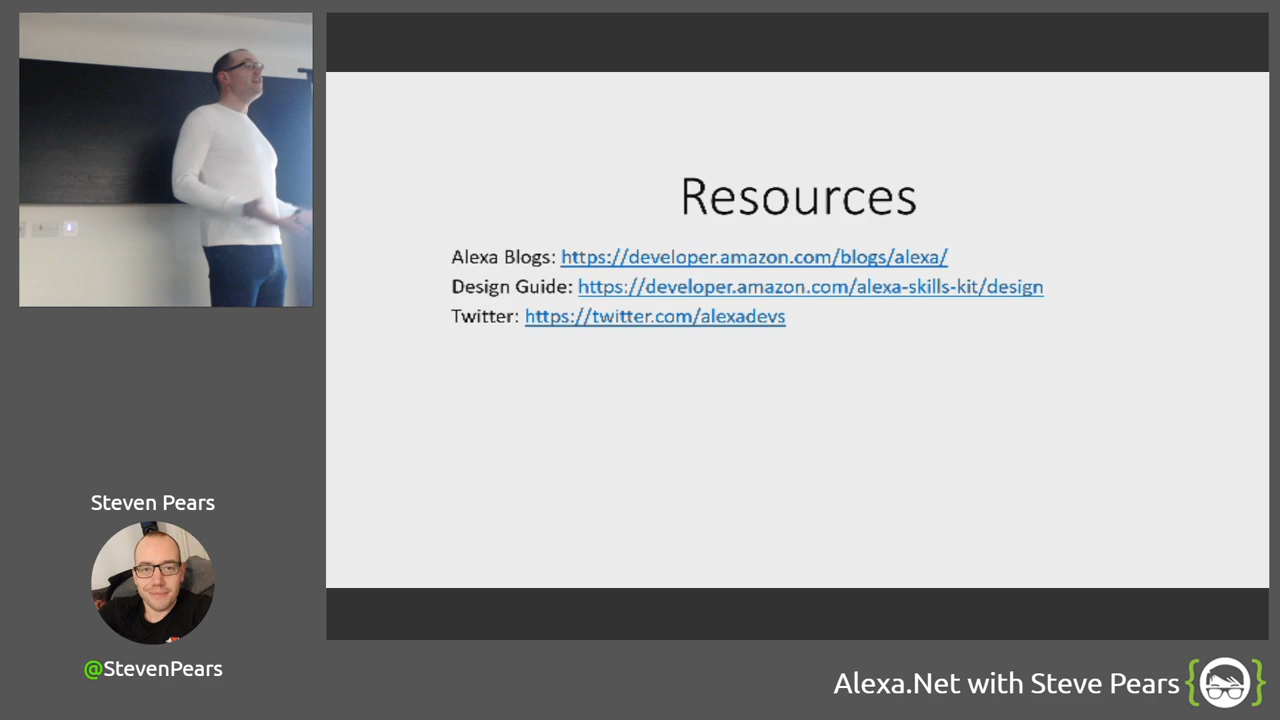 Resources
Alexa Blogs: https://developer.amazon.com/blogs/alexa/
Design Guide: https://developer.amazon.com/alexa-skills-kit/design
Twitter: https://twitter.com/alexadevs
Steven Pears
@StevenPears
Alexa.Net with Steve Pears